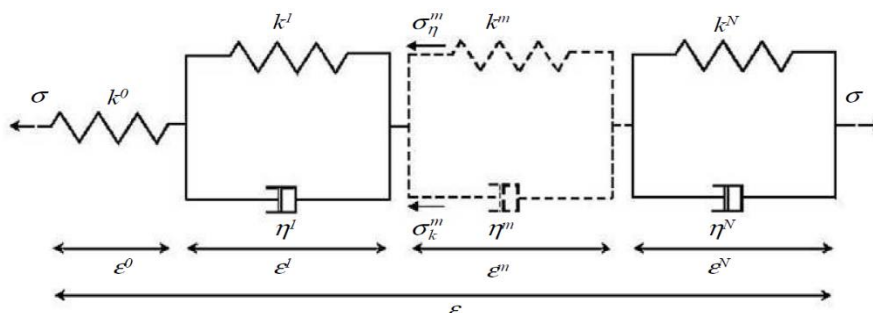 k¹ σ_η^m k^m k^N
σ k⁰ σ
η¹ σ_k^m η^m η^N
ε⁰ ε¹ ε^m ε^N
ε